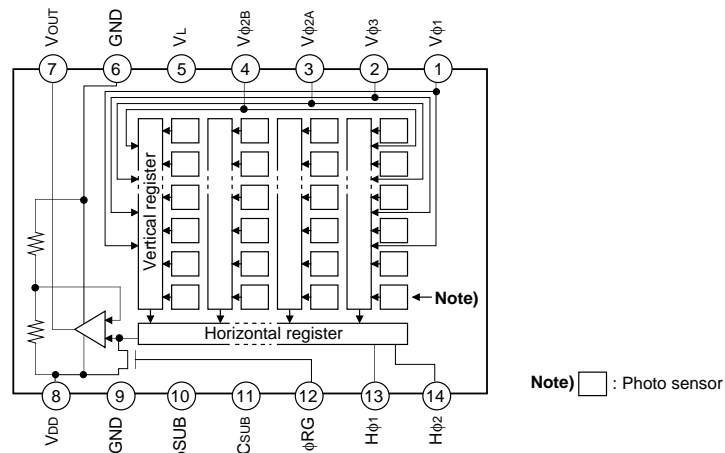 VOUT
GND
VL
Vφ2B
Vφ2A
Vφ3
Vφ1
7
6
5
4
3
2
1
Vertical register
Note)
Horizontal register
Note) : Photo sensor
8
9
10
11
12
13
14
VDD
GND
φSUB
CSUB
φRG
Hφ1
Hφ2